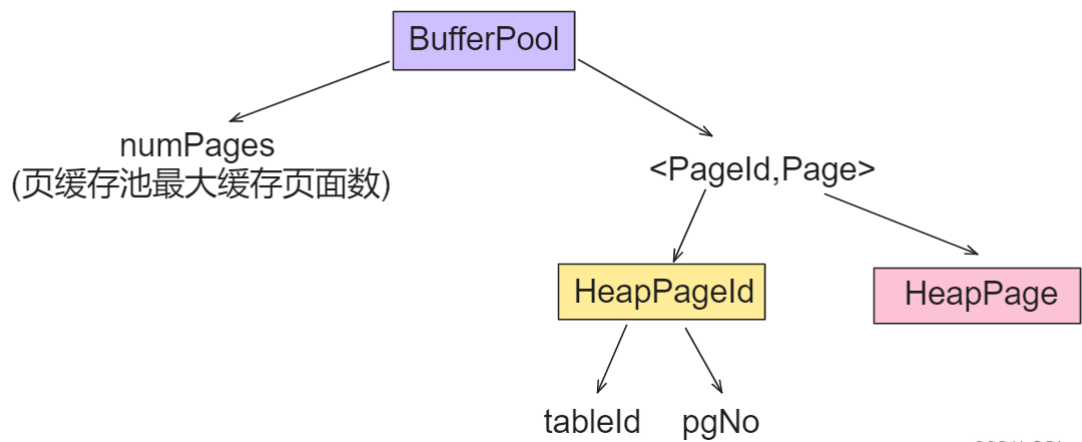 BufferPool
numPages
(页缓存池最大缓存页面数)
<PageId,Page>
HeapPageId
HeapPage
tableId
pgNo